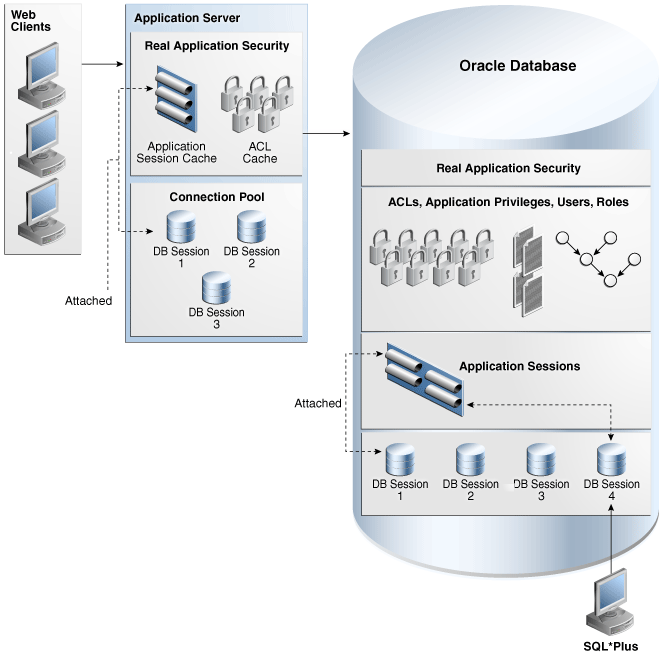 Web
Clients
Application Server
Real Application Security
Application
Session Cache
ACL
Cache
Connection Pool
DB Session
1
DB Session
2
DB Session
3
Attached
Oracle Database
Real Application Security
ACLs, Application Privileges, Users, Roles
Application Sessions
Attached
DB Session
1
DB Session
2
DB Session
3
DB Session
4
SQL*Plus